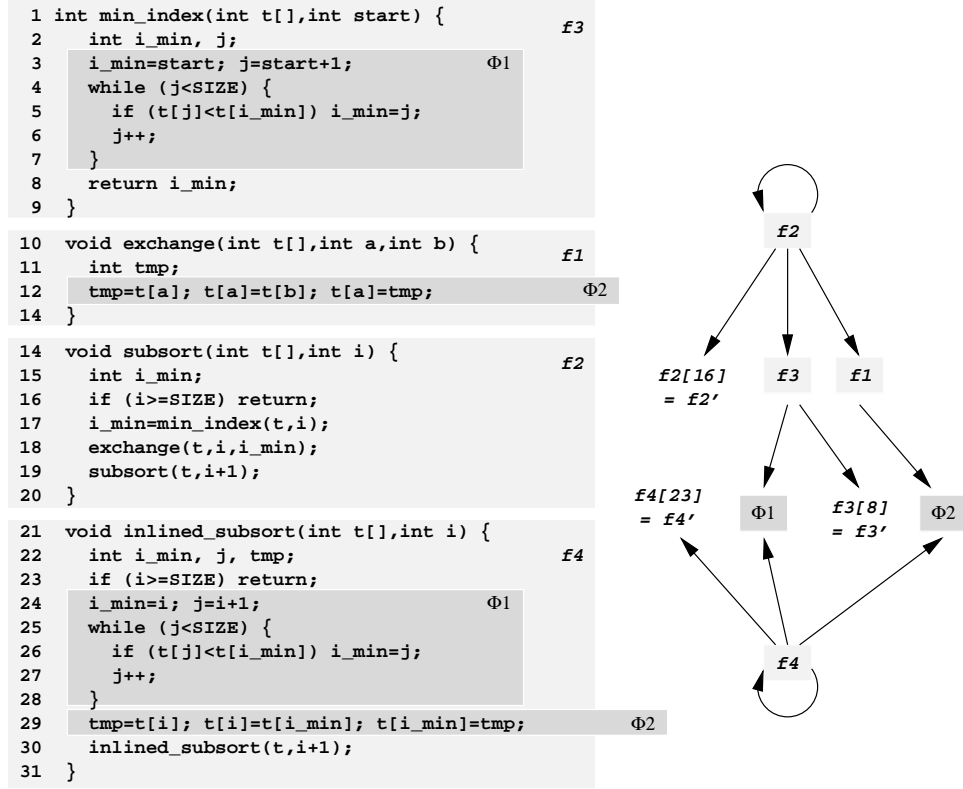 1 int min_index(int t[],int start) {
f3
2 int i_min, j;
3 i_min=start; j=start+1; Φ1
4 while (j<SIZE) {
5 if (t[j]<t[i_min]) i_min=j;
6 j++;
7 }
8 return i_min;
9 }
10 void exchange(int t[],int a,int b) {
f1
11 int tmp;
12 tmp=t[a]; t[a]=t[b]; t[a]=tmp; Φ2
14 }
14 void subsort(int t[],int i) {
f2
15 int i_min;
16 if (i>=SIZE) return;
17 i_min=min_index(t,i);
18 exchange(t,i,i_min);
19 subsort(t,i+1);
20 }
21 void inlined_subsort(int t[],int i) {
22 int i_min, j, tmp; f4
23 if (i>=SIZE) return;
24 i_min=i; j=i+1; Φ1
25 while (j<SIZE) {
26 if (t[j]<t[i_min]) i_min=j;
27 j++;
28 }
29 tmp=t[i]; t[i]=t[i_min]; t[i_min]=tmp; Φ2
30 inlined_subsort(t,i+1);
31 }
f2
f2[16]
= f2'
f3
f1
f4[23]
= f4'
Φ1
f3[8]
= f3'
Φ2
f4